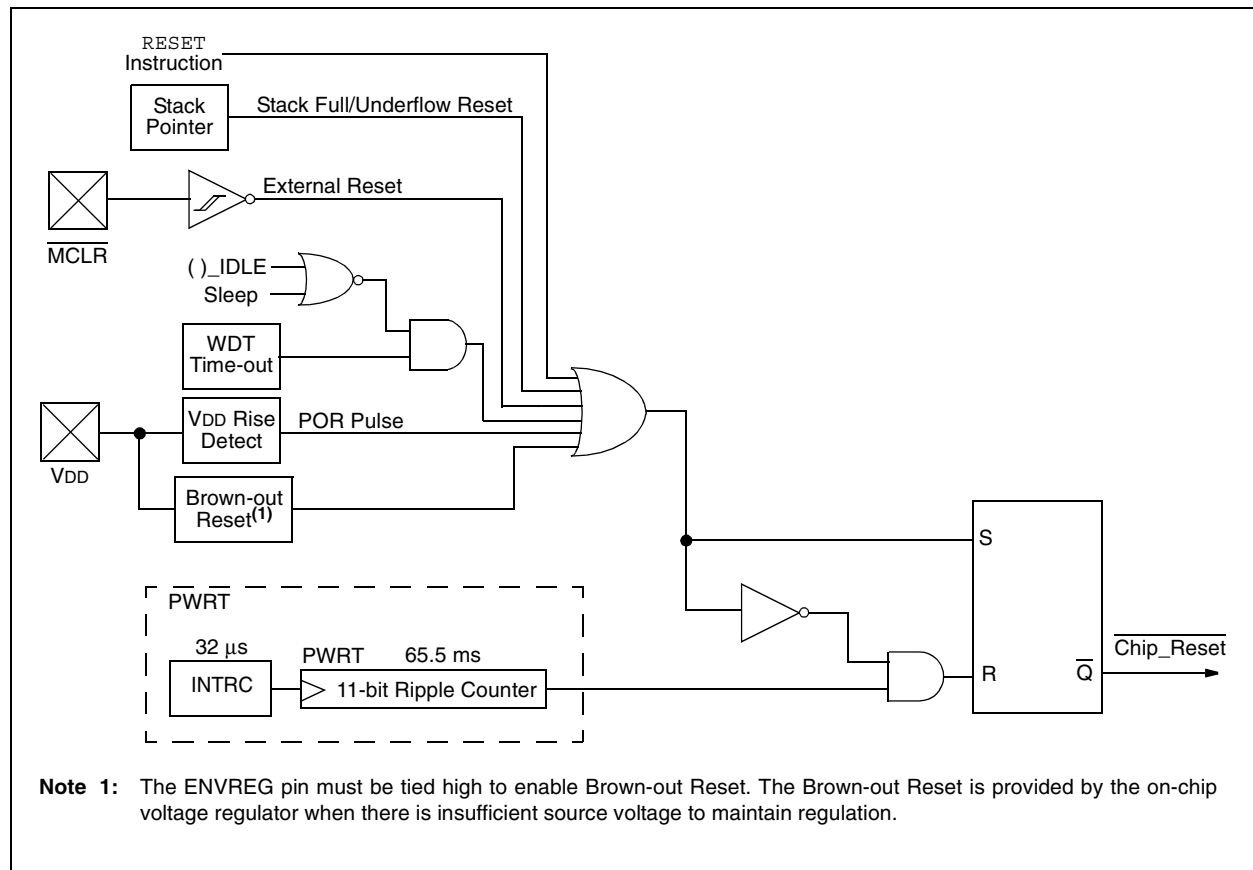 RESET
Instruction
Stack
Pointer
Stack Full/Underflow Reset
External Reset
MCLR
( )_IDLE
Sleep
WDT
Time-out
VDD Rise
Detect
POR Pulse
VDD
Brown-out
Reset(1)
S
PWRT
32 μs
PWRT 65.5 ms
INTRC
11-bit Ripple Counter
R
Q
Chip_Reset
Note 1: The ENVREG pin must be tied high to enable Brown-out Reset. The Brown-out Reset is provided by the on-chip
voltage regulator when there is insufficient source voltage to maintain regulation.